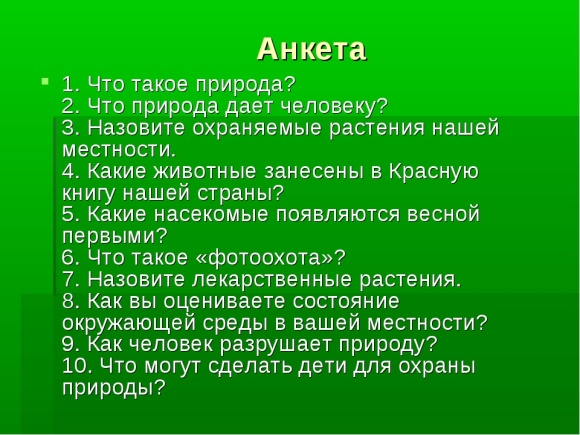 Анкета
1. Что такое природа?
2. Что природа дает человеку?
3. Назовите охраняемые растения нашей
местности.
4. Какие животные занесены в Красную
книгу нашей страны?
5. Какие насекомые появляются весной
первыми?
6. Что такое «фотоохота»?
7. Назовите лекарственные растения.
8. Как вы оцениваете состояние
окружающей среды в вашей местности?
9. Как человек разрушает природу?
10. Что могут сделать дети для охраны
природы?